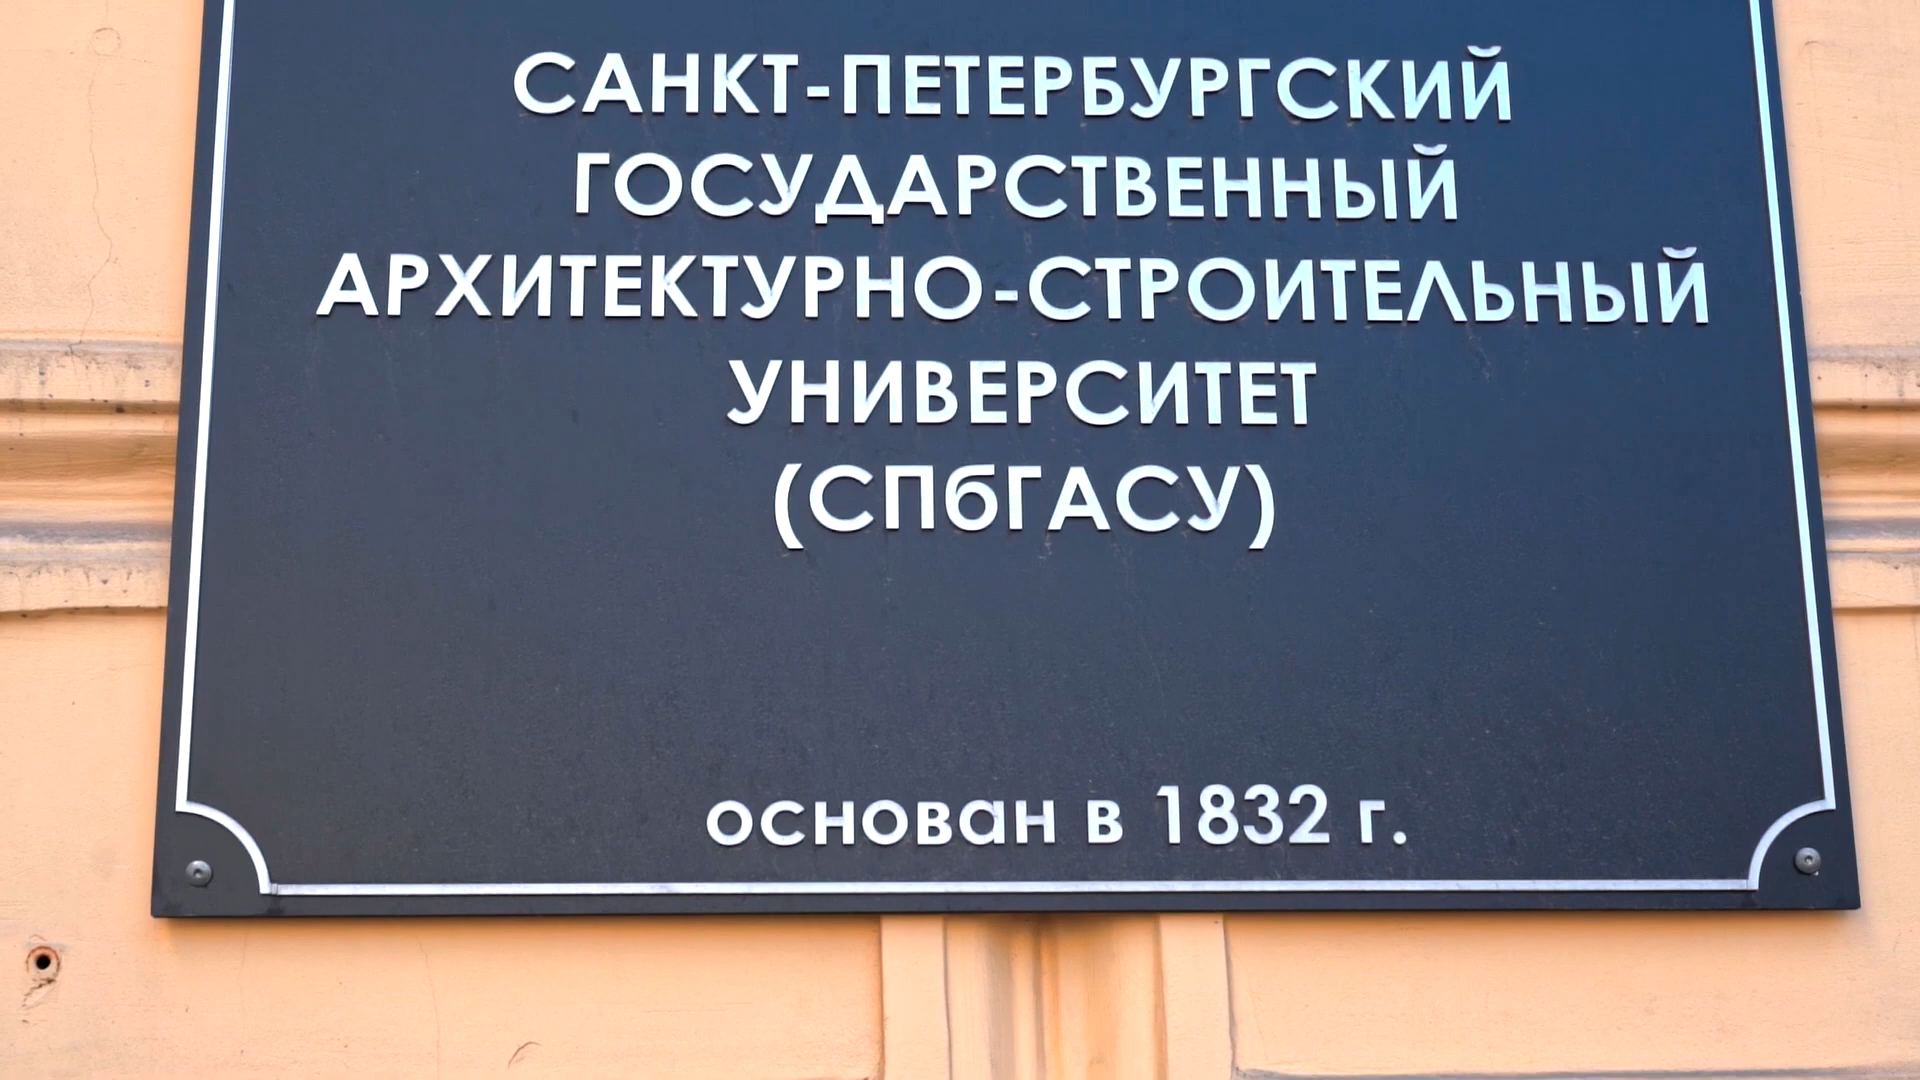 САНКТ-ПЕТЕРБУРГСКИЙ
ГОСУДАРСТВЕННЫЙ
АРХИТЕКТУРНО-СТРОИТЕЛЬНЫЙ
УНИВЕРСИТЕТ
(СПбГАСУ)
основан в 1832 г.